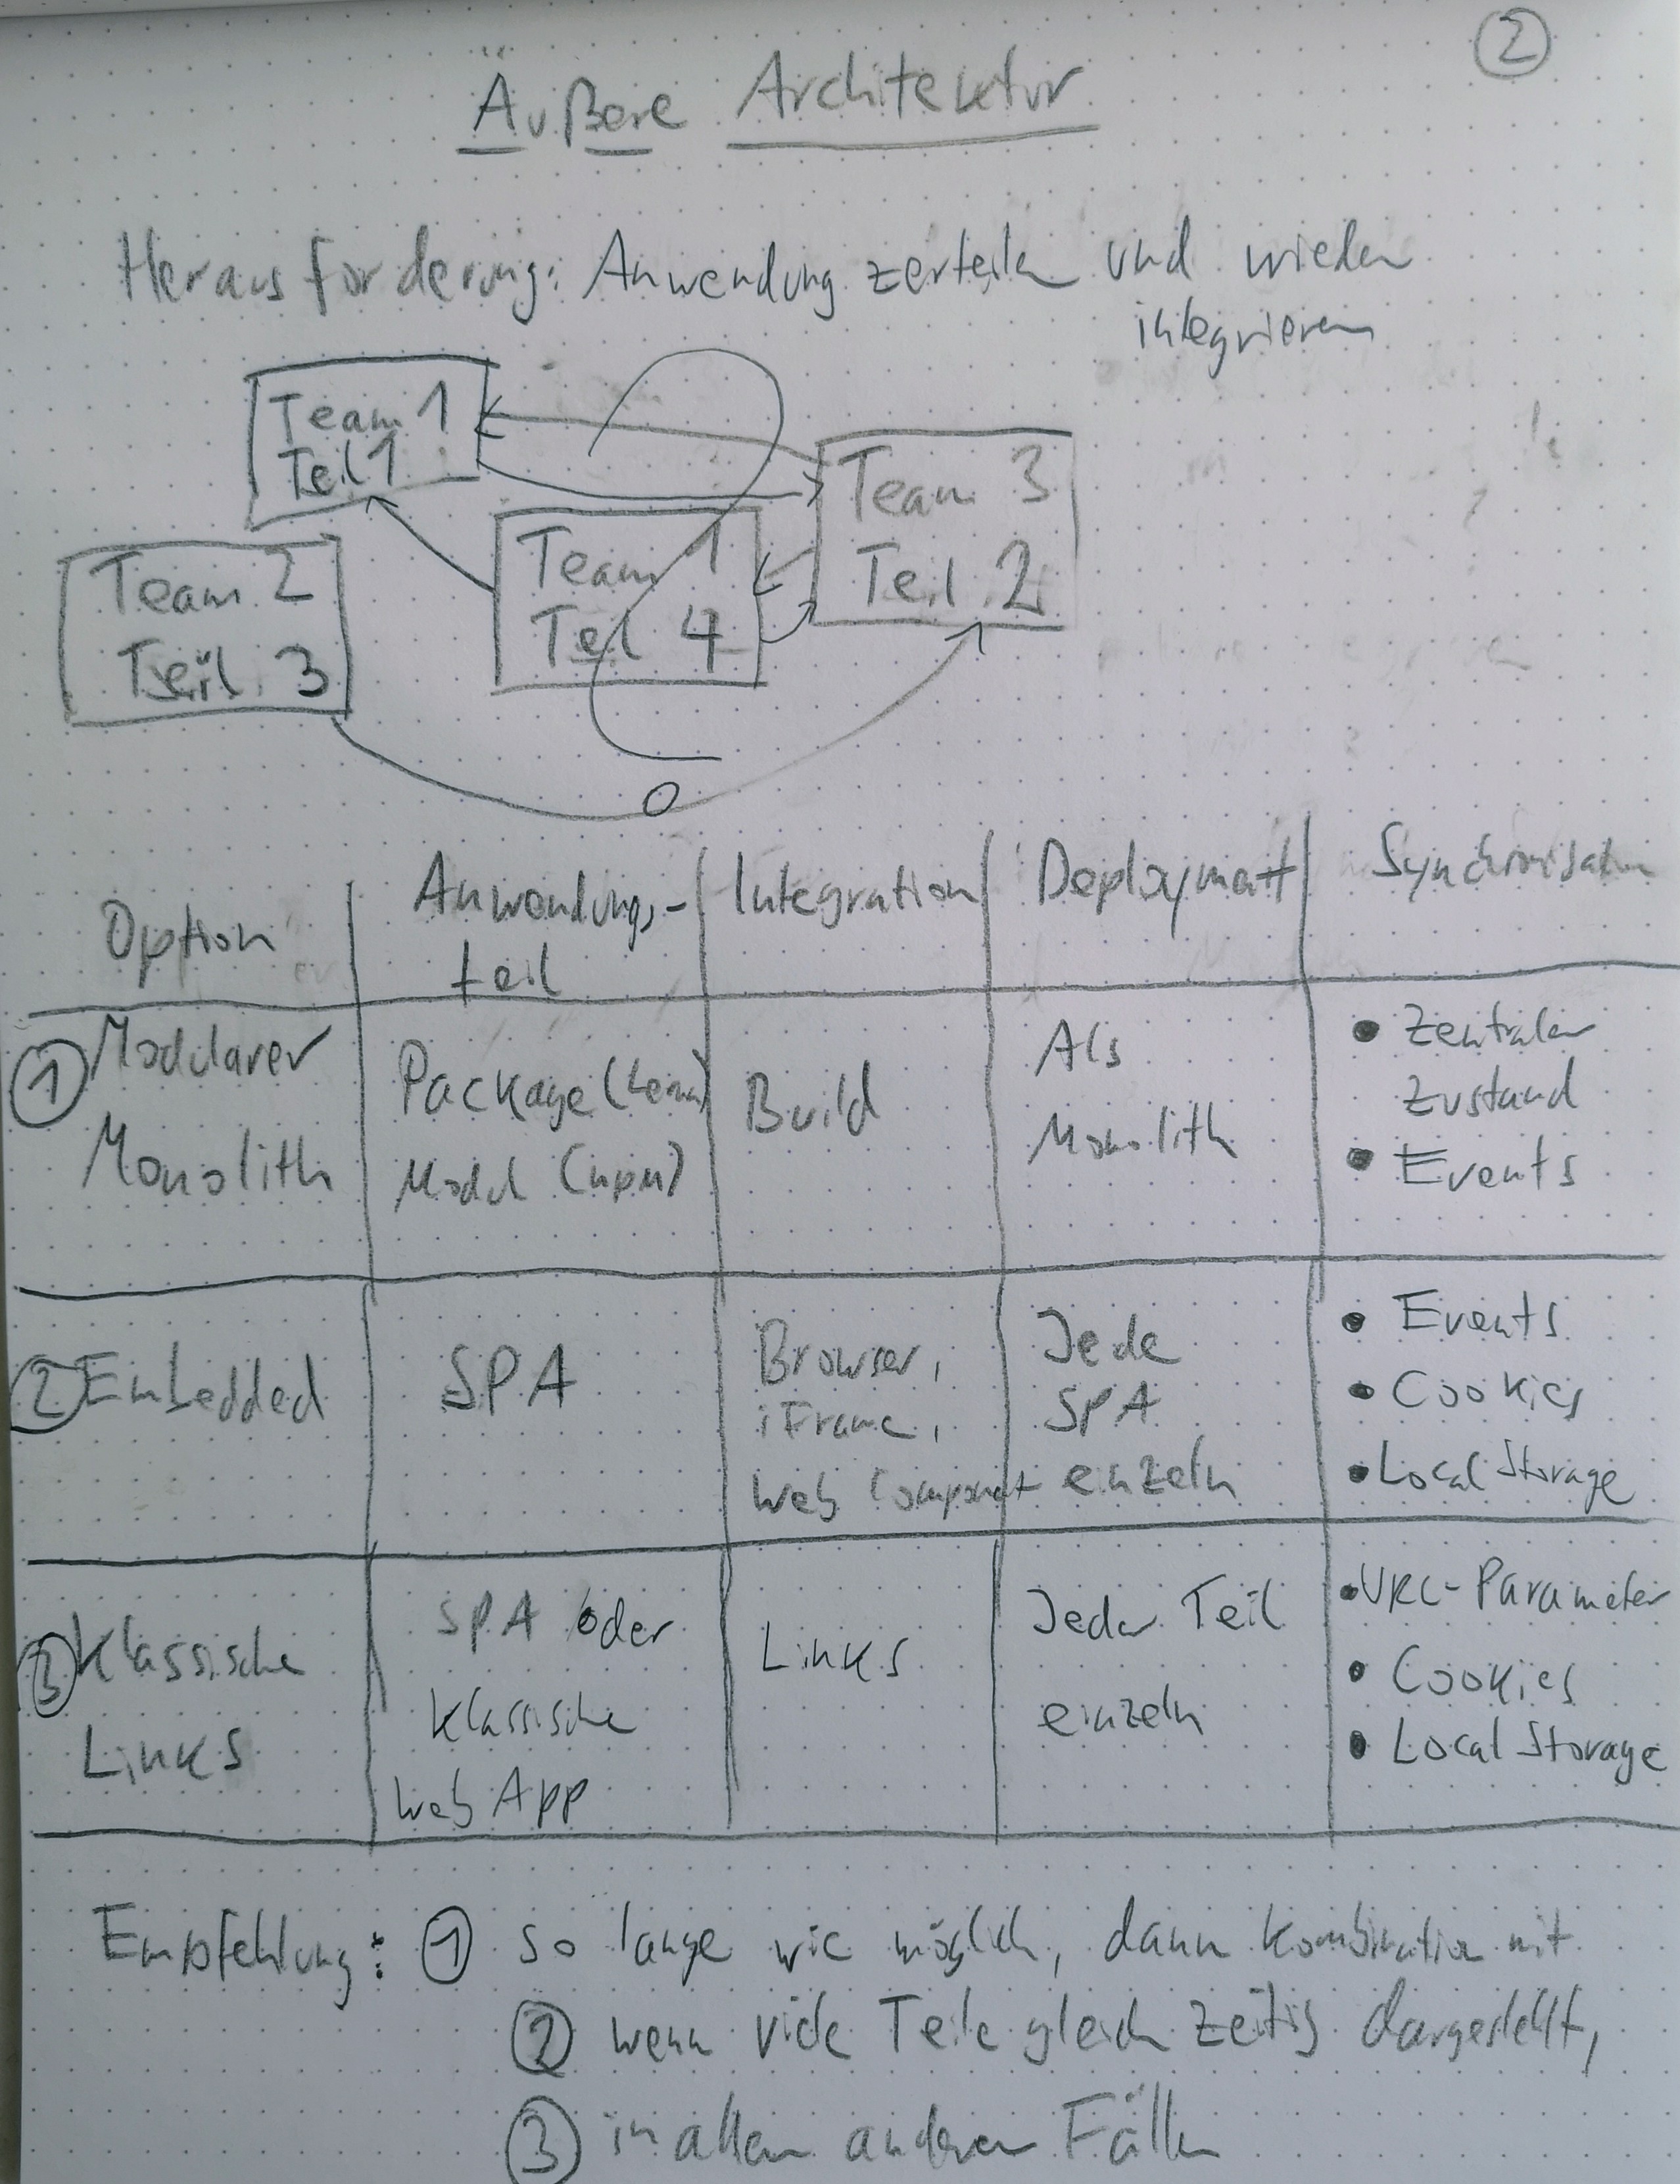 2
Äußere Architektur
Herausforderung: Anwendung zerteilen und wieder
integrieren
Team 1
Teil 1
Team 3
Teil 2
Team 1
Teil 4
Team 2
Teil 3
Option
Anwendungs-
teil
Integration
Deployment
Synchronisation
1 Modularer
Monolith
Package (Lerna)
Modul (npm)
Build
Als
Monolith
• Zentraler
Zustand
• Events
2 Embedded
SPA
Browser,
iFrame,
Web Component
Jede
SPA
einzeln
• Events
• Cookies
• Local Storage
3 Klassische
Links
SPA oder
klassische
Web App
Links
Jeder Teil
einzeln
• URL-Parameter
• Cookies
• Local Storage
Empfehlung: 1 so lange wie möglich, dann Kombination mit
2 wenn viele Teile gleichzeitig dargestellt,
3 in allen anderen Fällen